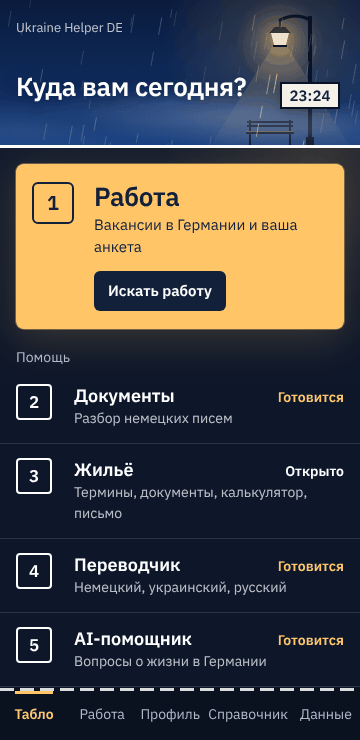 Ukraine Helper DE
Куда вам сегодня?
23:24
1
Работа
Вакансии в Германии и ваша
анкета
Искать работу
Помощь
2
Документы
Готовится
Разбор немецких писем
3
Жильё
Открыто
Термины, документы, калькулятор,
письмо
4
Переводчик
Готовится
Немецкий, украинский, русский
5
AI-помощник
Готовится
Вопросы о жизни в Германии
Табло
Работа
Профиль
Справочник
Данные